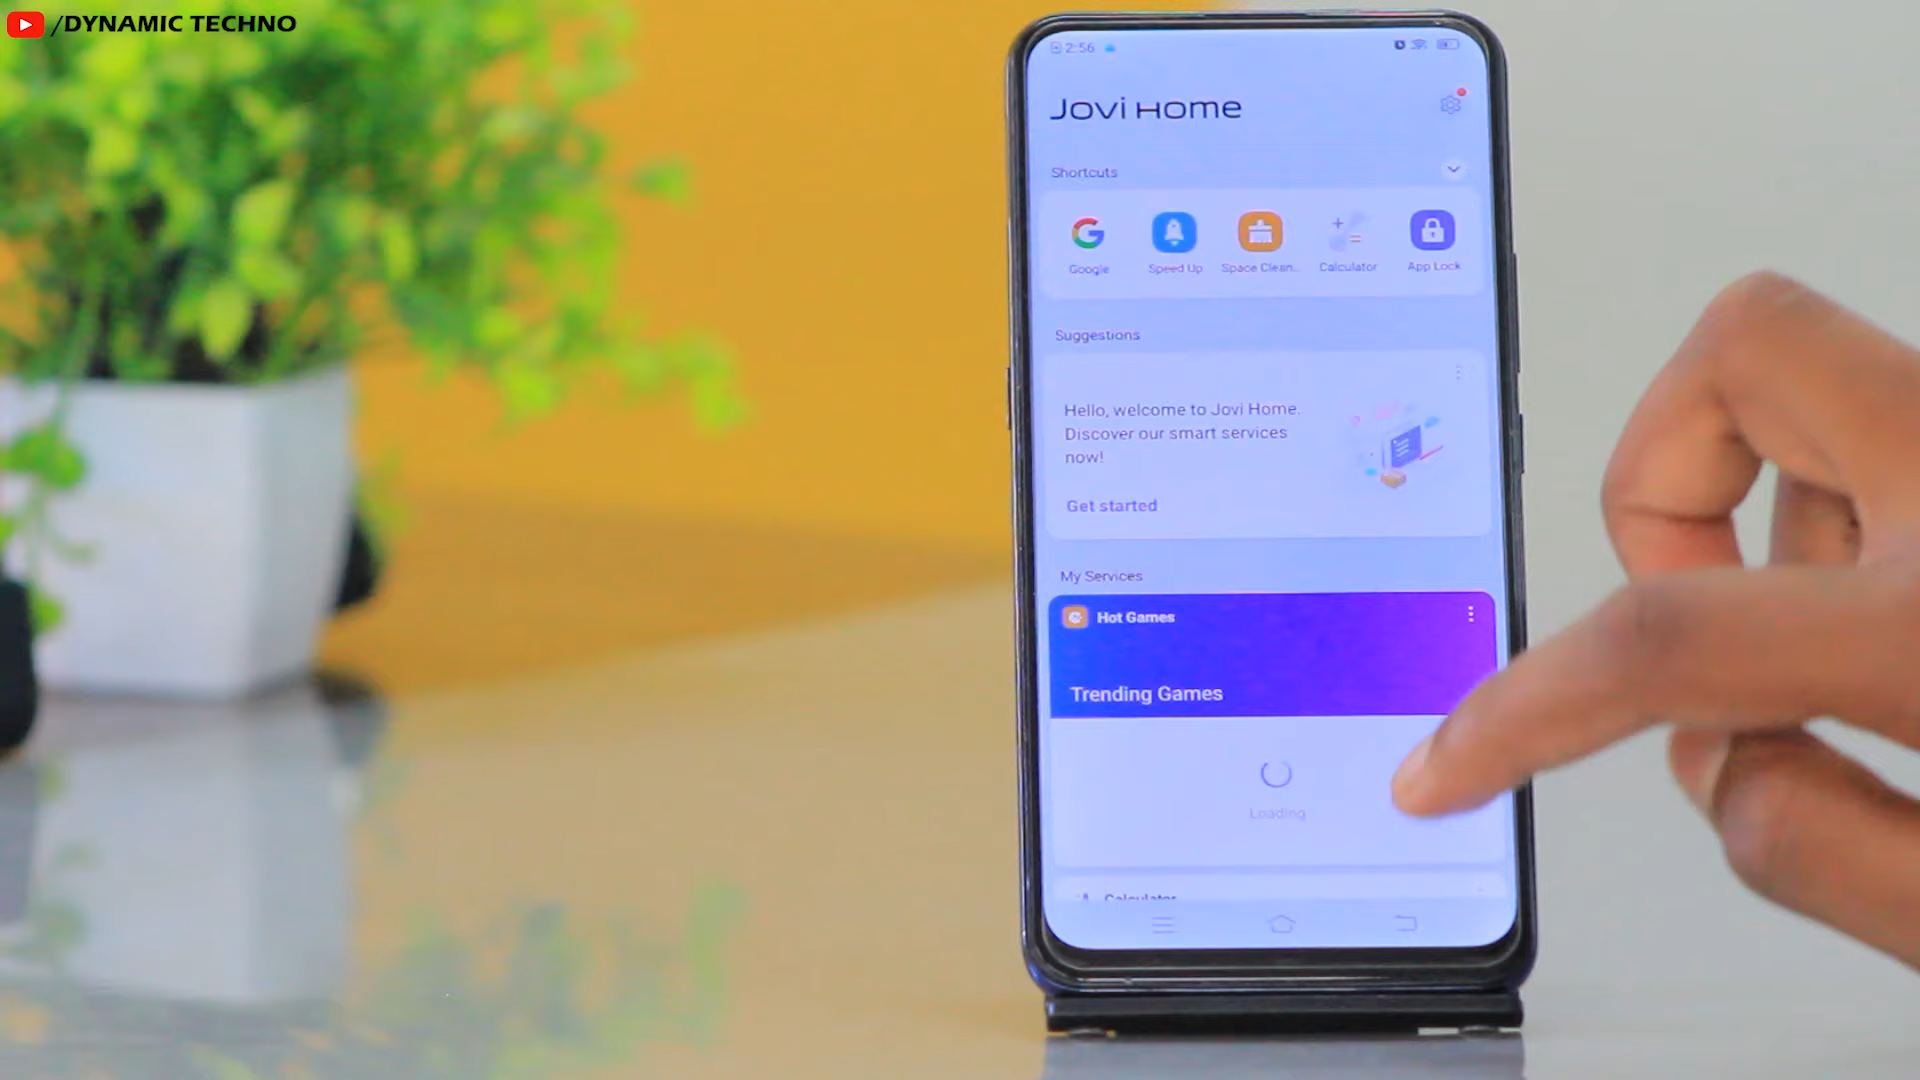 /DYNAMIC TECHNO
2:56
Jovi Home
Shortcuts
Google
Speed Up
Space Clean...
Calculator
App Lock
Suggestions
Hello, welcome to Jovi Home.
Discover our smart services
now!
Get started
My Services
Hot Games
Trending Games
Loading
Calculator